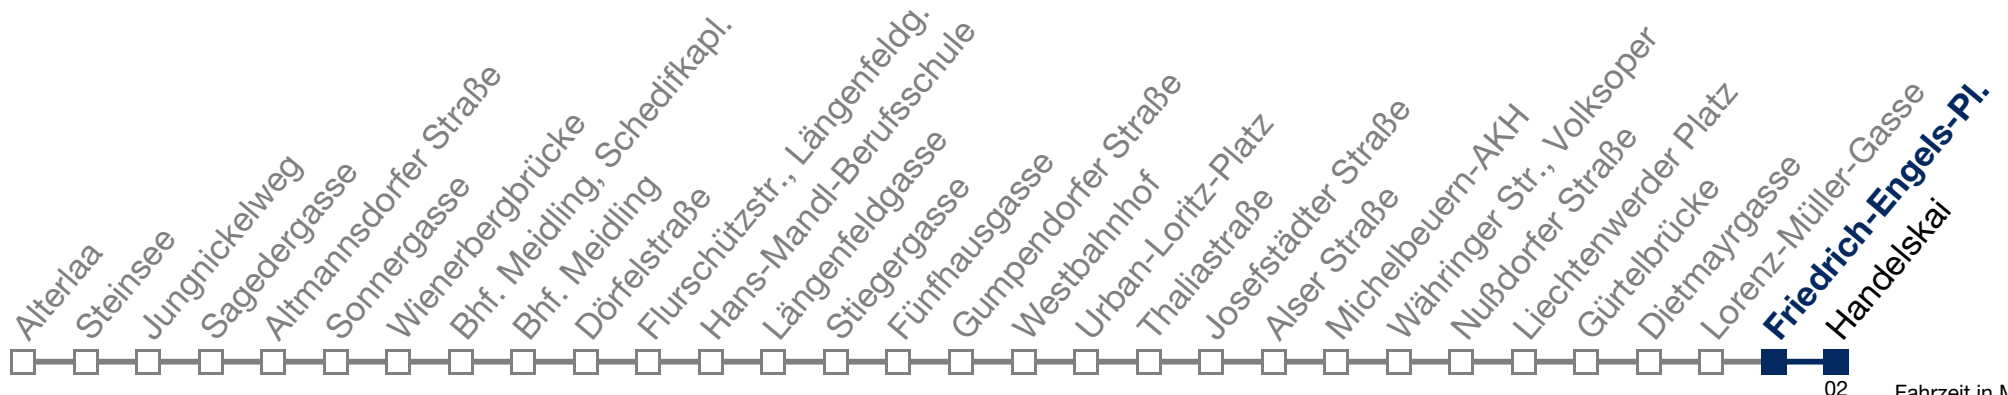 Alterlaa
Steinsee
Jungnickelweg
Sagedergasse
Altmannsdorfer Straße
Sonnergasse
Wienerbergbrücke
Bhf. Meidling, Schedifkapl.
Bhf. Meidling
Dörfelstraße
Flurschützstr., Längenfeldg.
Hans-Mandl-Berufsschule
Längenfeldgasse
Stiegergasse
Fünfhausgasse
Gumpendorfer Straße
Westbahnhof
Urban-Loritz-Platz
Thaliastraße
Josefstädter Straße
Alser Straße
Michelbeuern-AKH
Währinger Str., Volksoper
Nußdorfer Straße
Liechtenwerder Platz
Gürtelbrücke
Dietmayrgasse
Lorenz-Müller-Gasse
Friedrich-Engels-Pl.
Handelskai
02
Fahrzeit in M